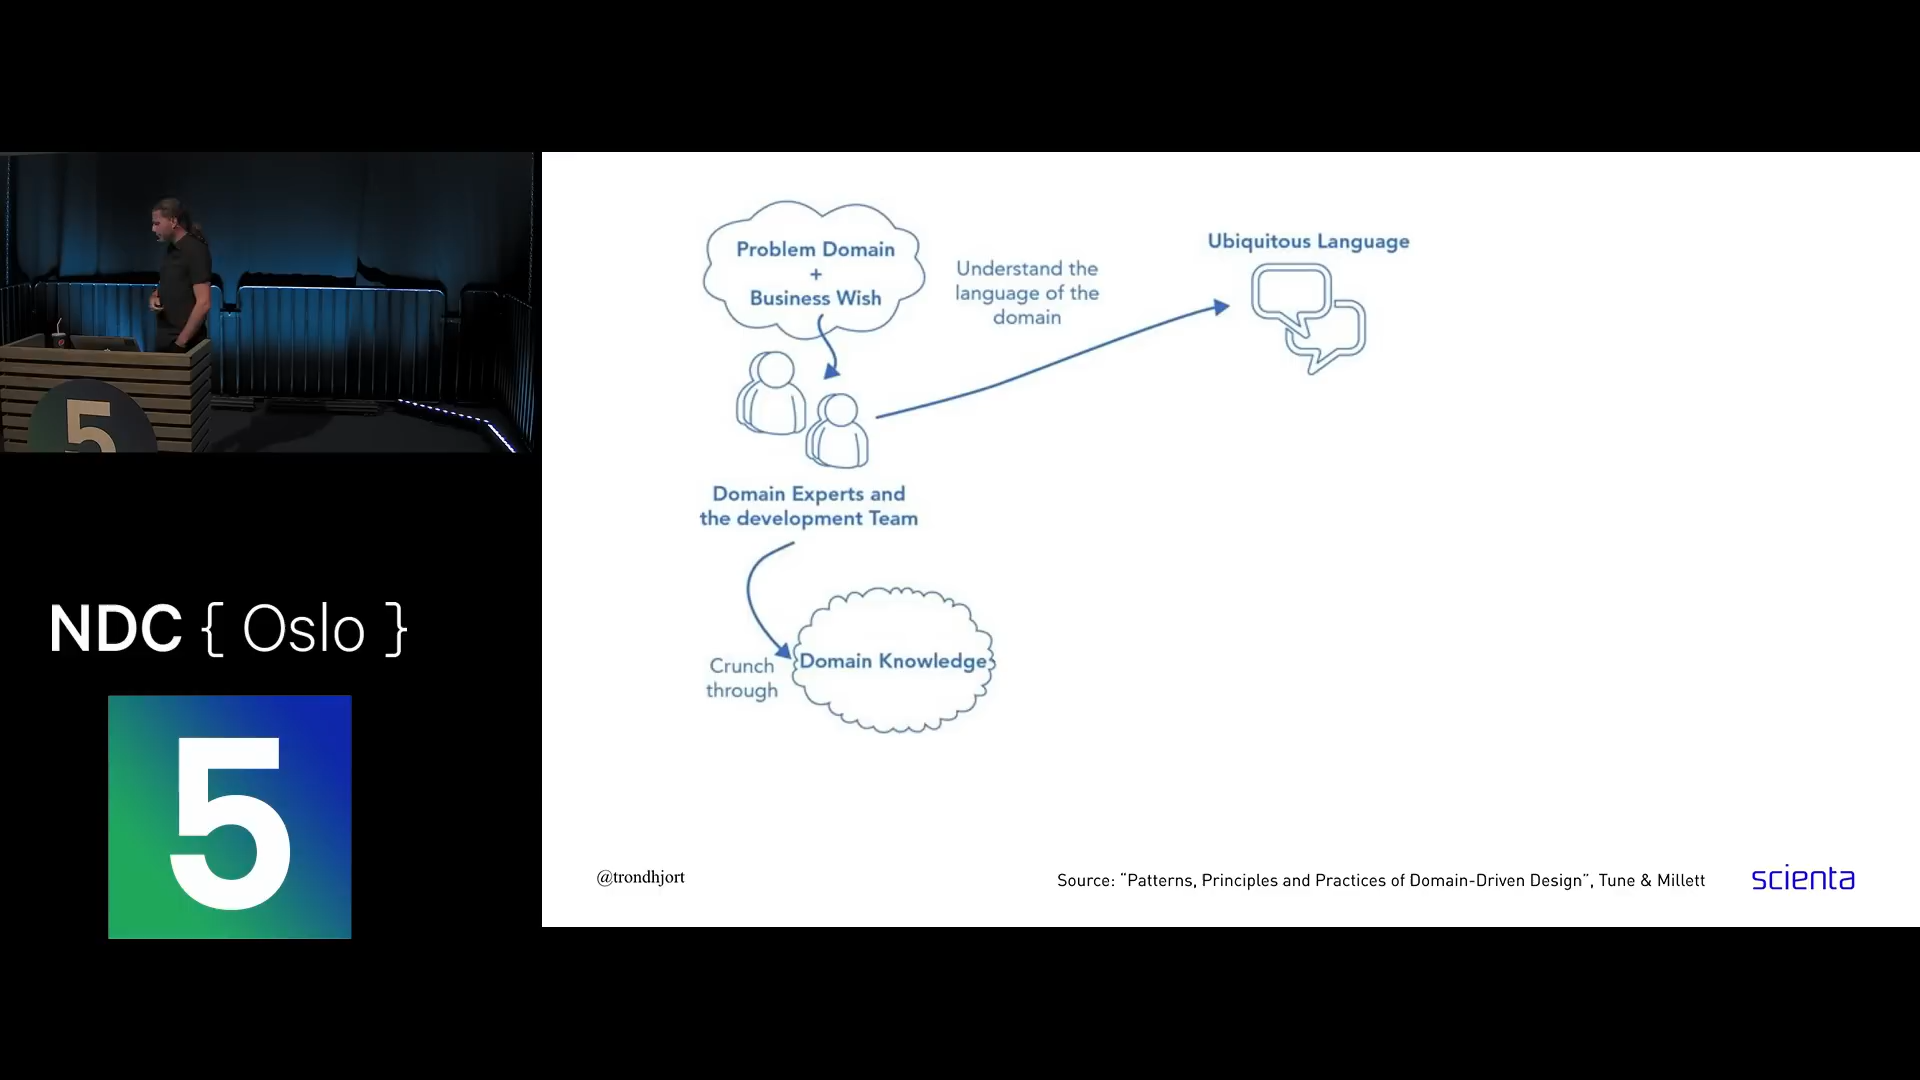 5
NDC { Oslo }
5
Problem Domain
+
Business Wish
Understand the
language of the
domain
Ubiquitous Language
Domain Experts and
the development Team
Crunch
through
Domain Knowledge
@trondhjort
Source: “Patterns, Principles and Practices of Domain-Driven Design”, Tune & Millett
scienta